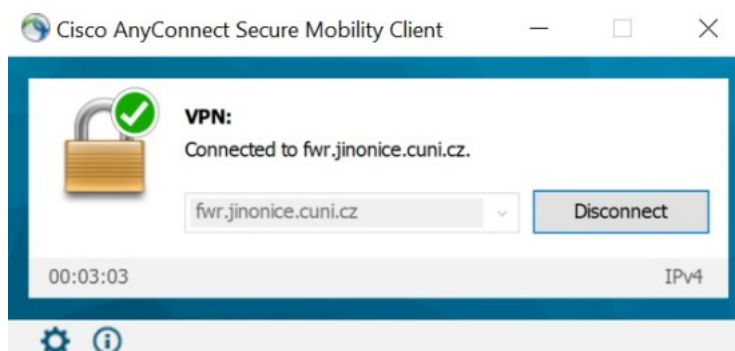 Cisco AnyConnect Secure Mobility Client
VPN:
Connected to fwr.jinonice.cuni.cz.
fwr.jinonice.cuni.cz
Disconnect
00:03:03
IPv4